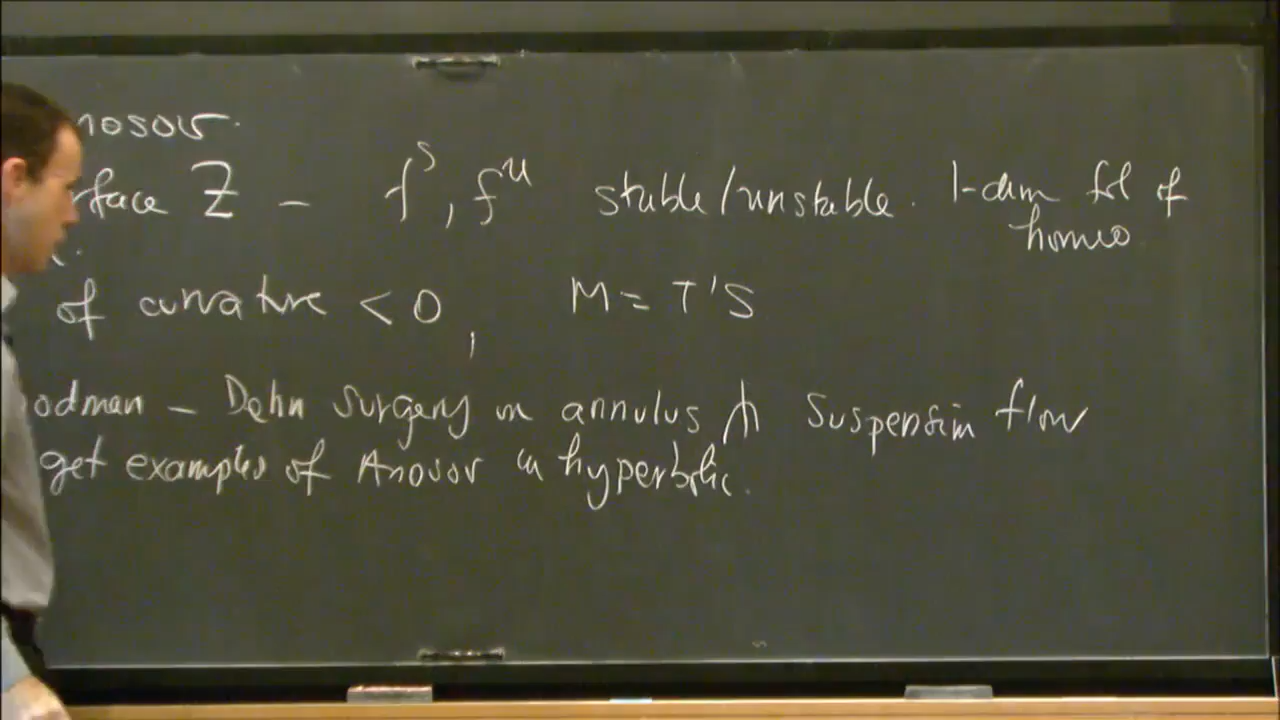 nosov.
rface Z – f^s, f^u stable/unstable. 1-dim fol of
homeo
of curvature < 0, M = T'S
odman – Dehn surgery on annulus ⋔ suspension flow
get examples of Anosov in hyperbolic.